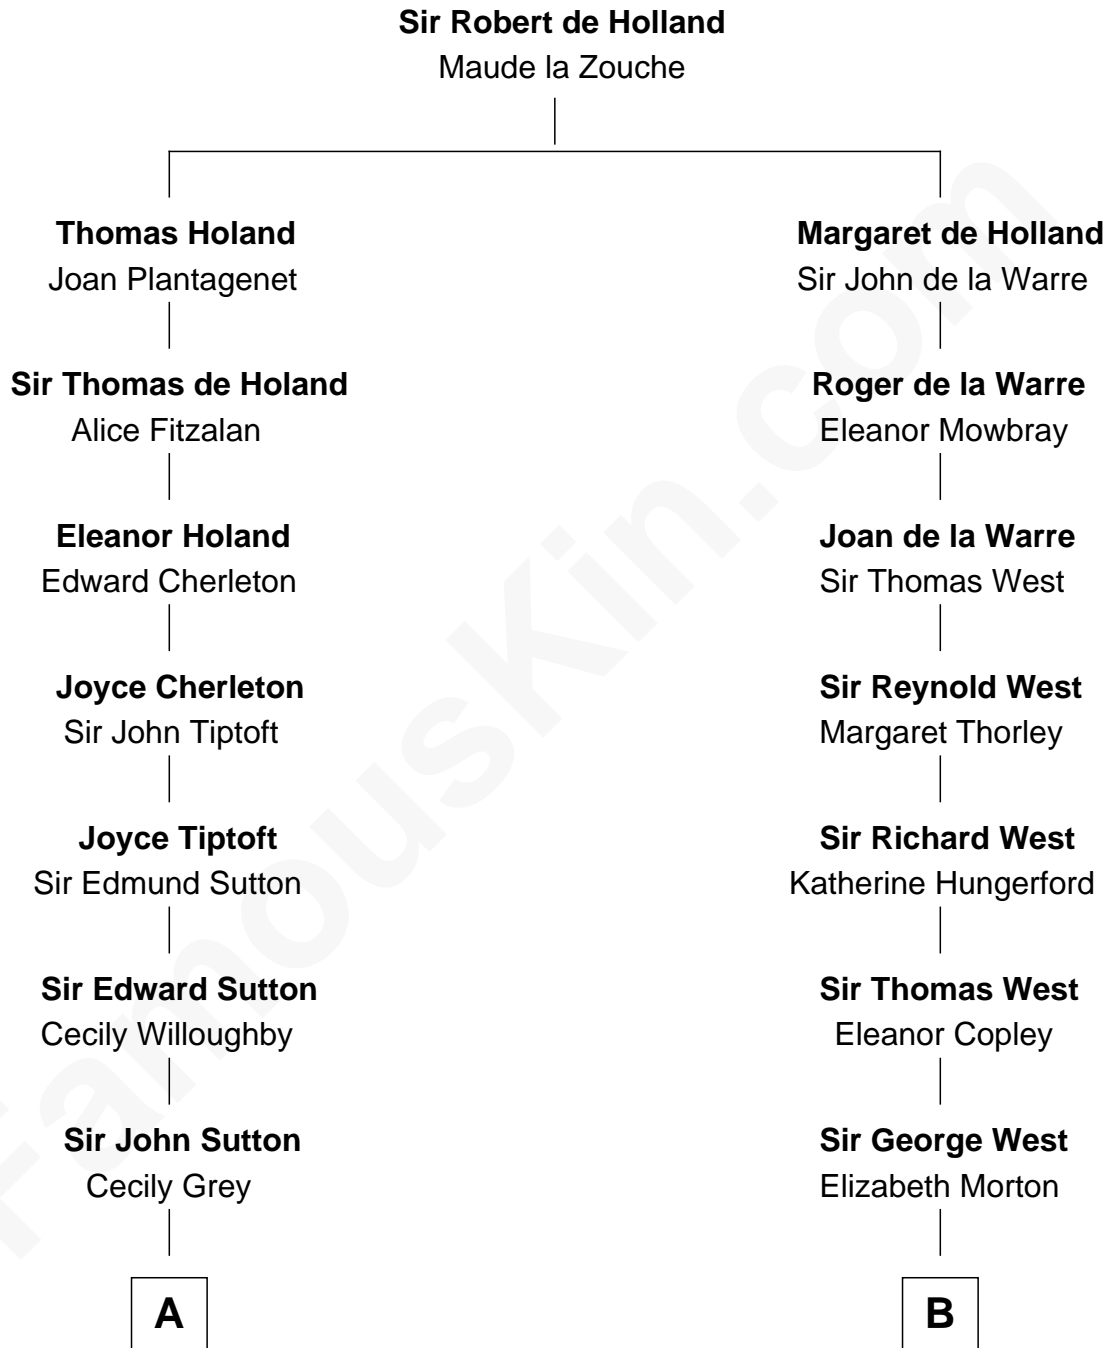 Sir Robert de Holland
Maude la Zouche
Thomas Holand
Joan Plantagenet
Margaret de Holland
Sir John de la Warre
Sir Thomas de Holand
Alice Fitzalan
Roger de la Warre
Eleanor Mowbray
Eleanor Holand
Edward Cherleton
Joan de la Warre
Sir Thomas West
Joyce Cherleton
Sir John Tiptoft
Sir Reynold West
Margaret Thorley
Joyce Tiptoft
Sir Edmund Sutton
Sir Richard West
Katherine Hungerford
Sir Edward Sutton
Cecily Willoughby
Sir Thomas West
Eleanor Copley
Sir John Sutton
Cecily Grey
Sir George West
Elizabeth Morton
A
B
FamousKin.com